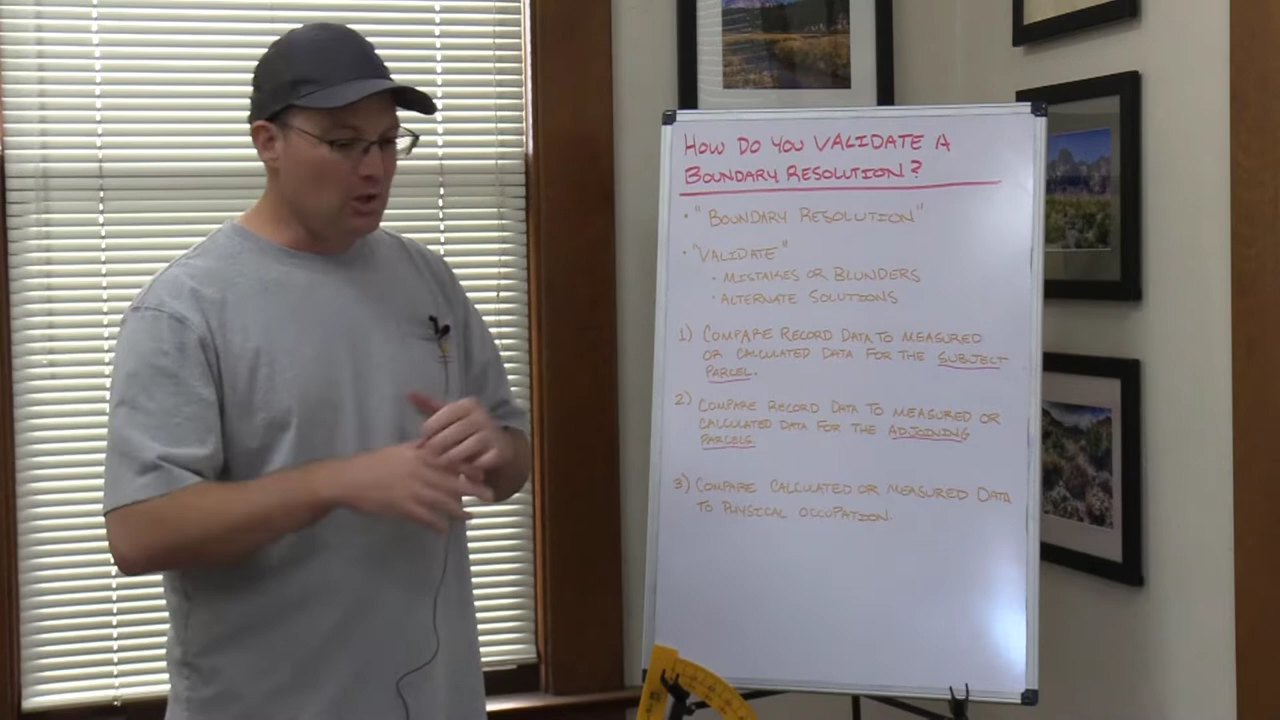 HOW DO YOU VALIDATE A
BOUNDARY RESOLUTION?
• "BOUNDARY RESOLUTION"
• "VALIDATE"
• MISTAKES OR BLUNDERS
• ALTERNATE SOLUTIONS
1) COMPARE RECORD DATA TO MEASURED
OR CALCULATED DATA FOR THE SUBJECT
PARCEL.
2) COMPARE RECORD DATA TO MEASURED OR
CALCULATED DATA FOR THE ADJOINING
PARCELS.
3) COMPARE CALCULATED OR MEASURED DATA
TO PHYSICAL OCCUPATION.